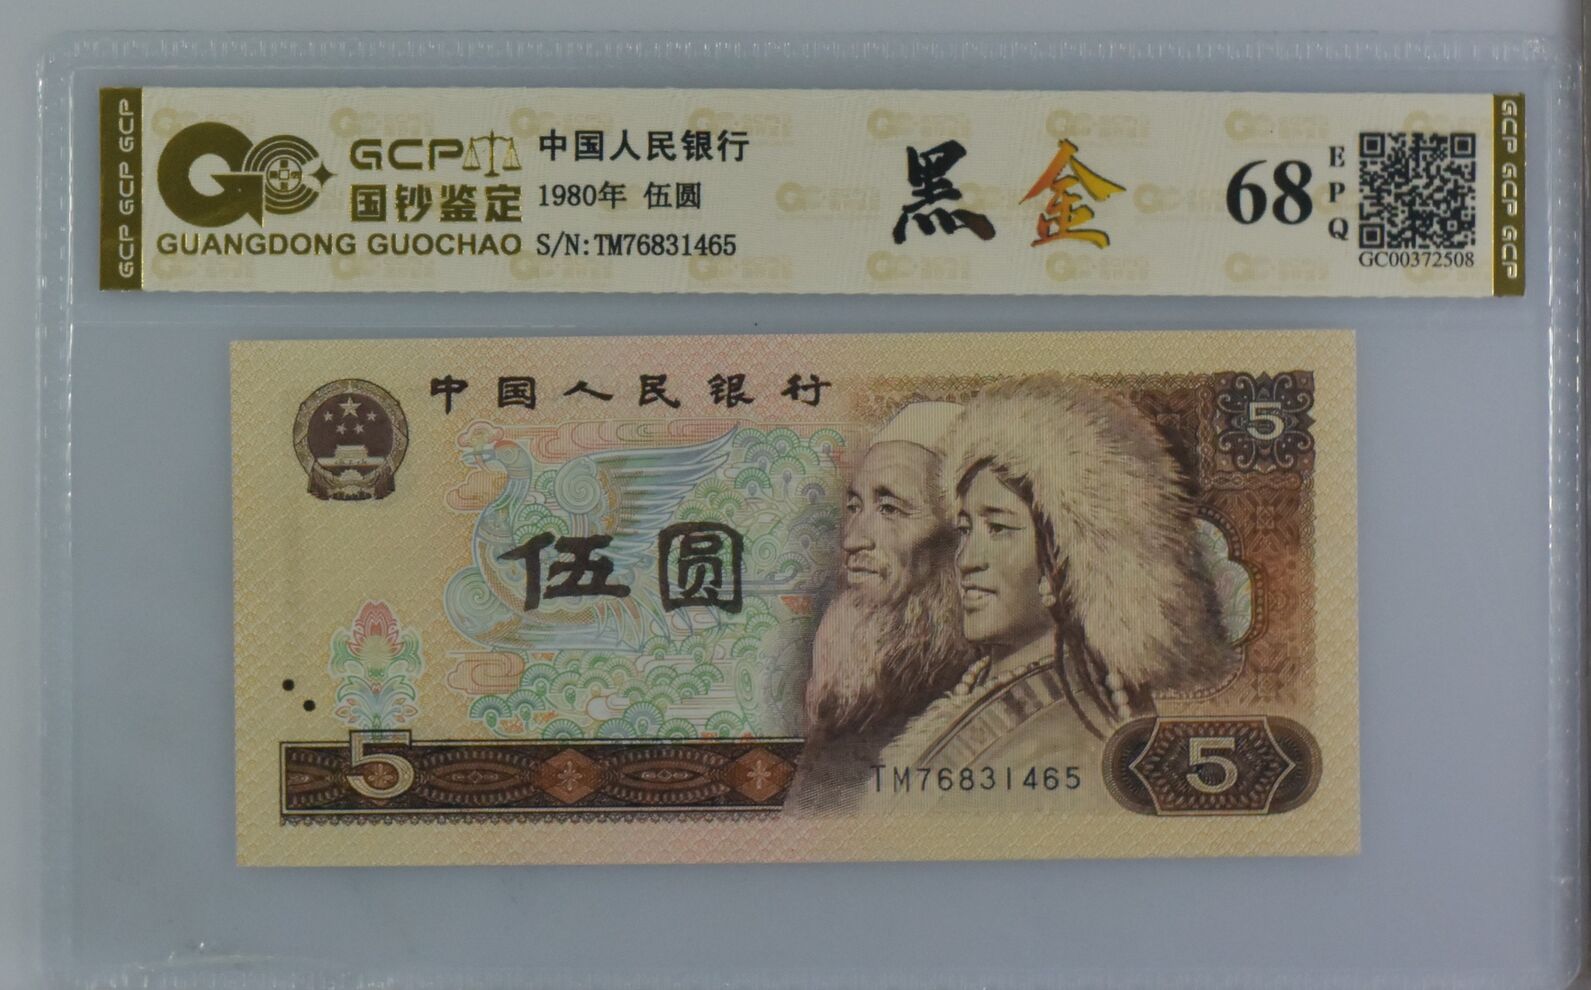 GCP GCP GCP
GCP
国钞鉴定
GUANGDONG GUOCHAO
中国人民银行
1980年 伍圆
S/N:TM76831465
黑金
68
EPQ
GC00372508
GCP GCP GCP
中国人民银行
5
伍圆
5
TM76831465
5